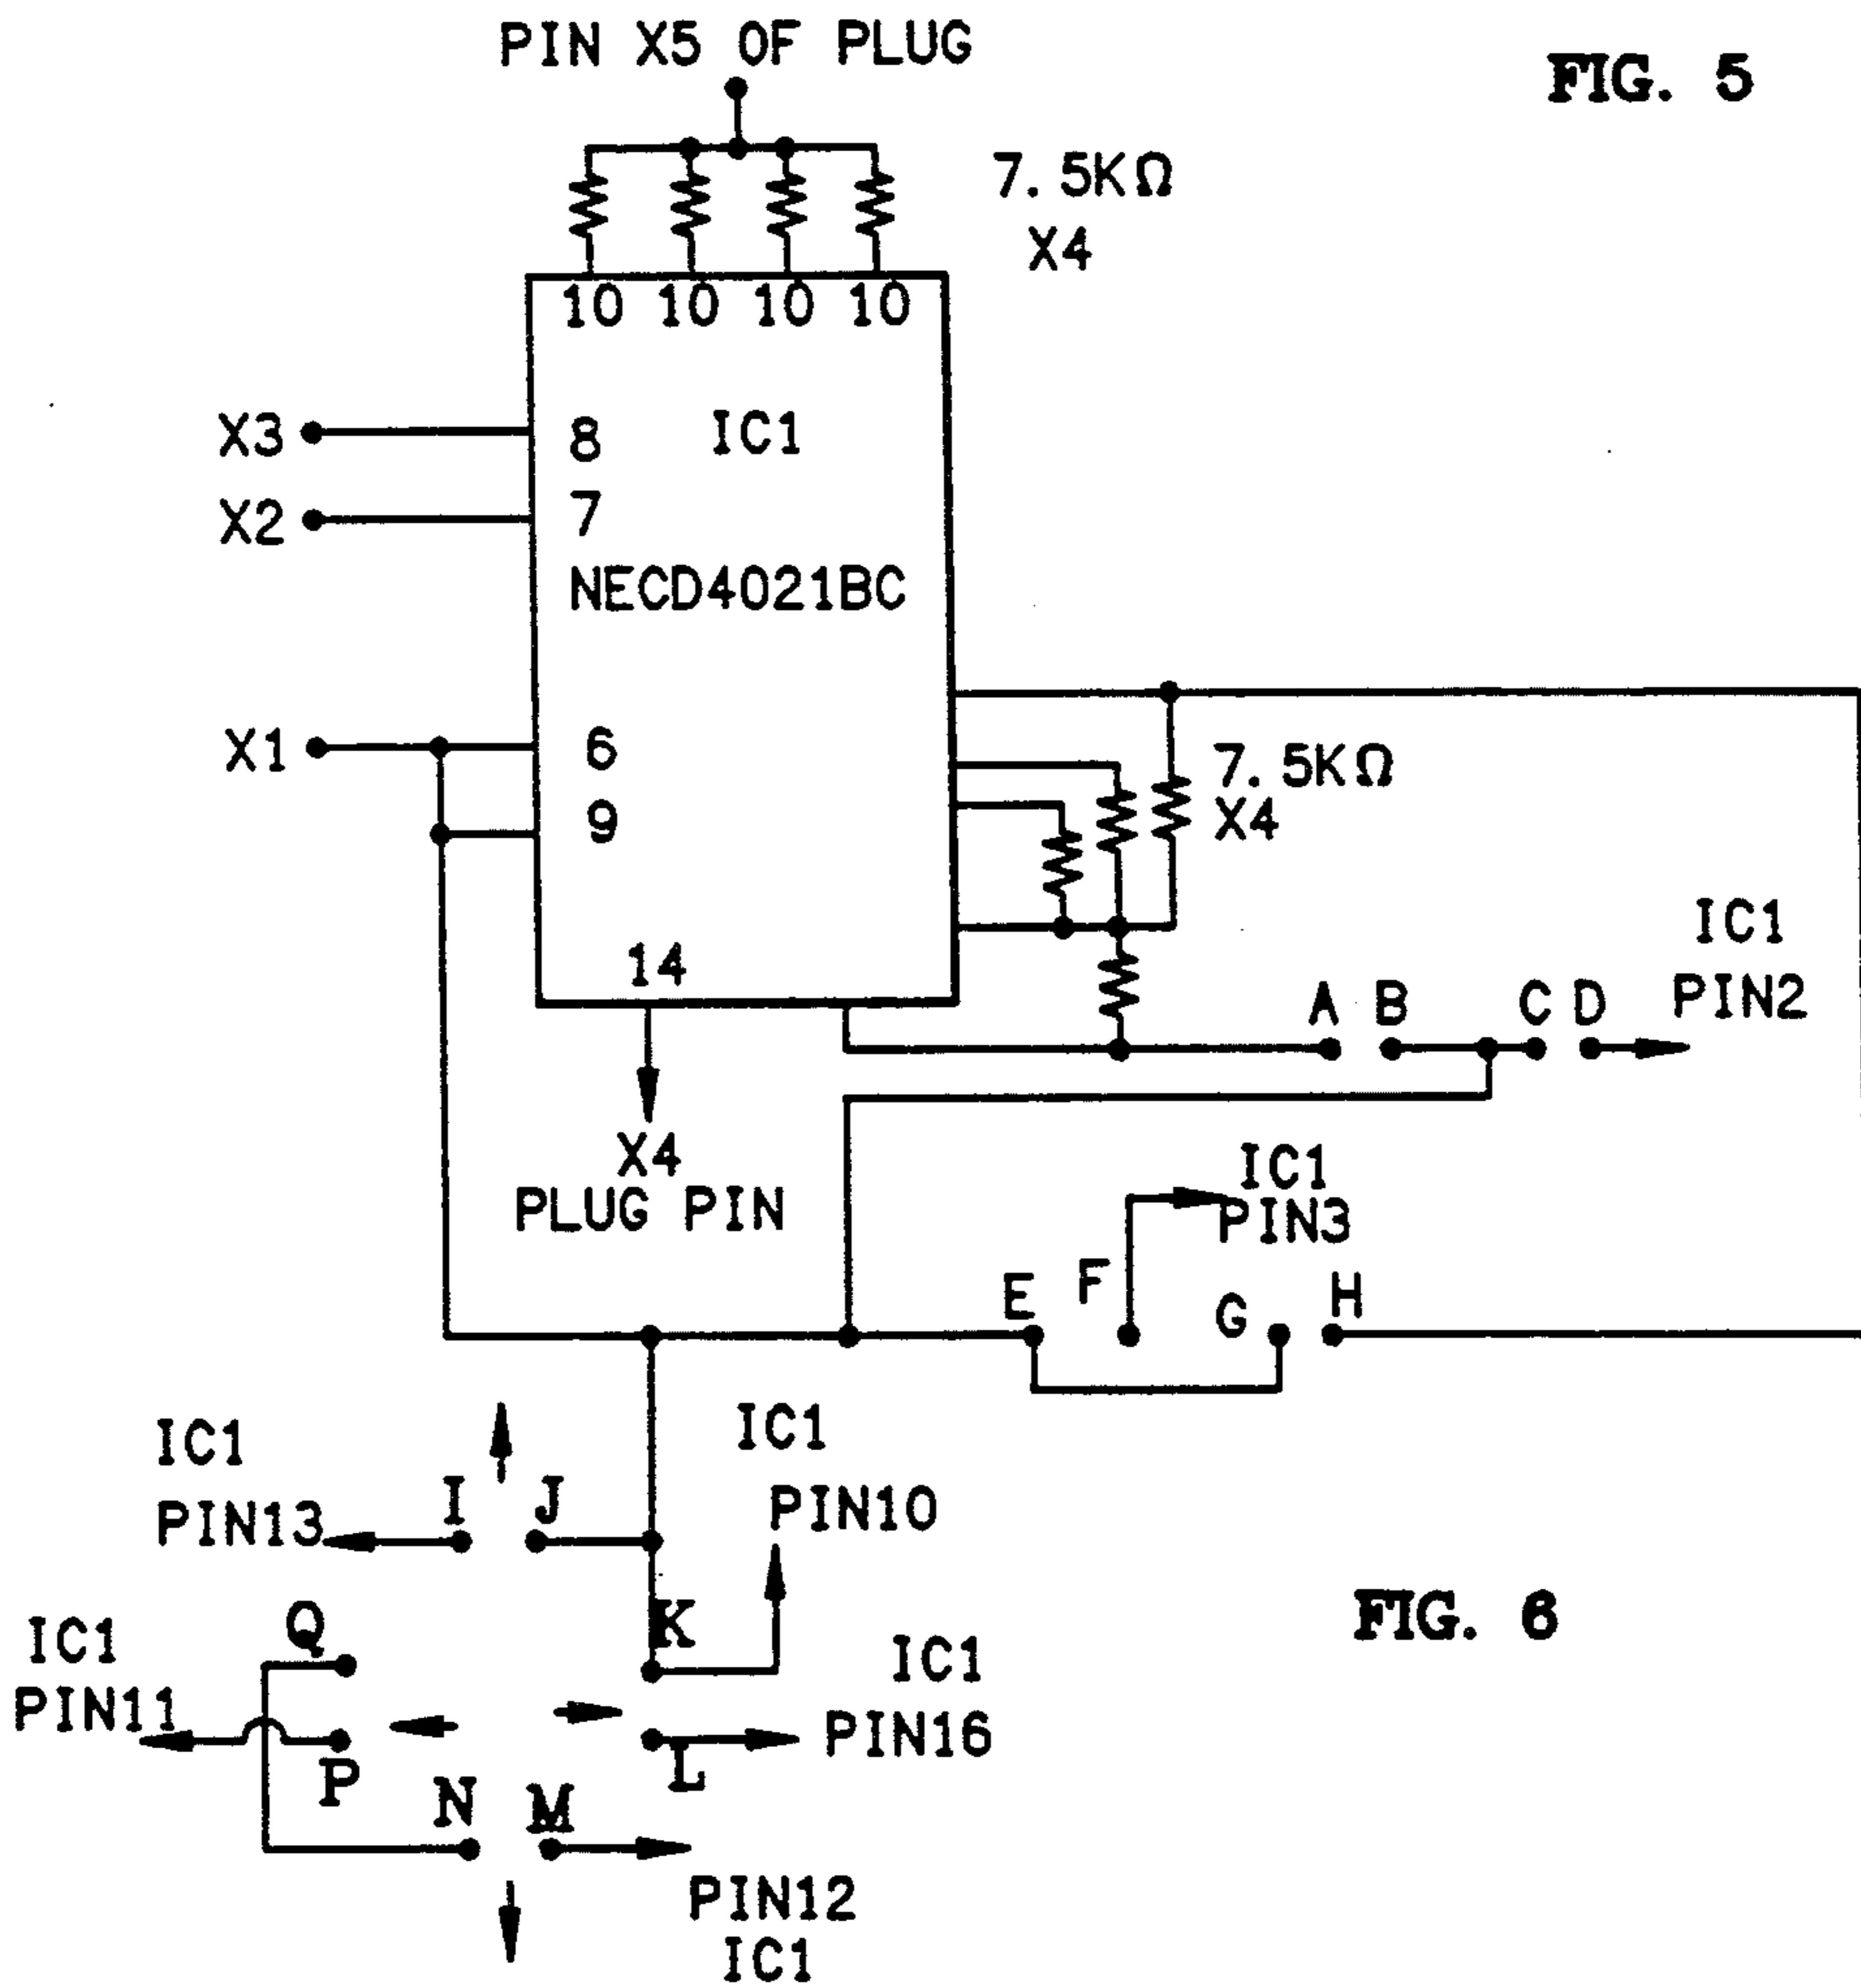 PIN X5 OF PLUG
FIG. 5
7.5KΩ
X4
10 10 10 10
X3
8
IC1
X2
7
NECD4021BC
X1
6
7.5KΩ
X4
9
14
IC1
PIN2
A B C D
X4
PLUG PIN
IC1
PIN3
E F G H
IC1
PIN13
I J
IC1
PIN10
K
FIG. 6
Q
IC1
PIN11
IC1
PIN16
P
L
N M
PIN12
IC1